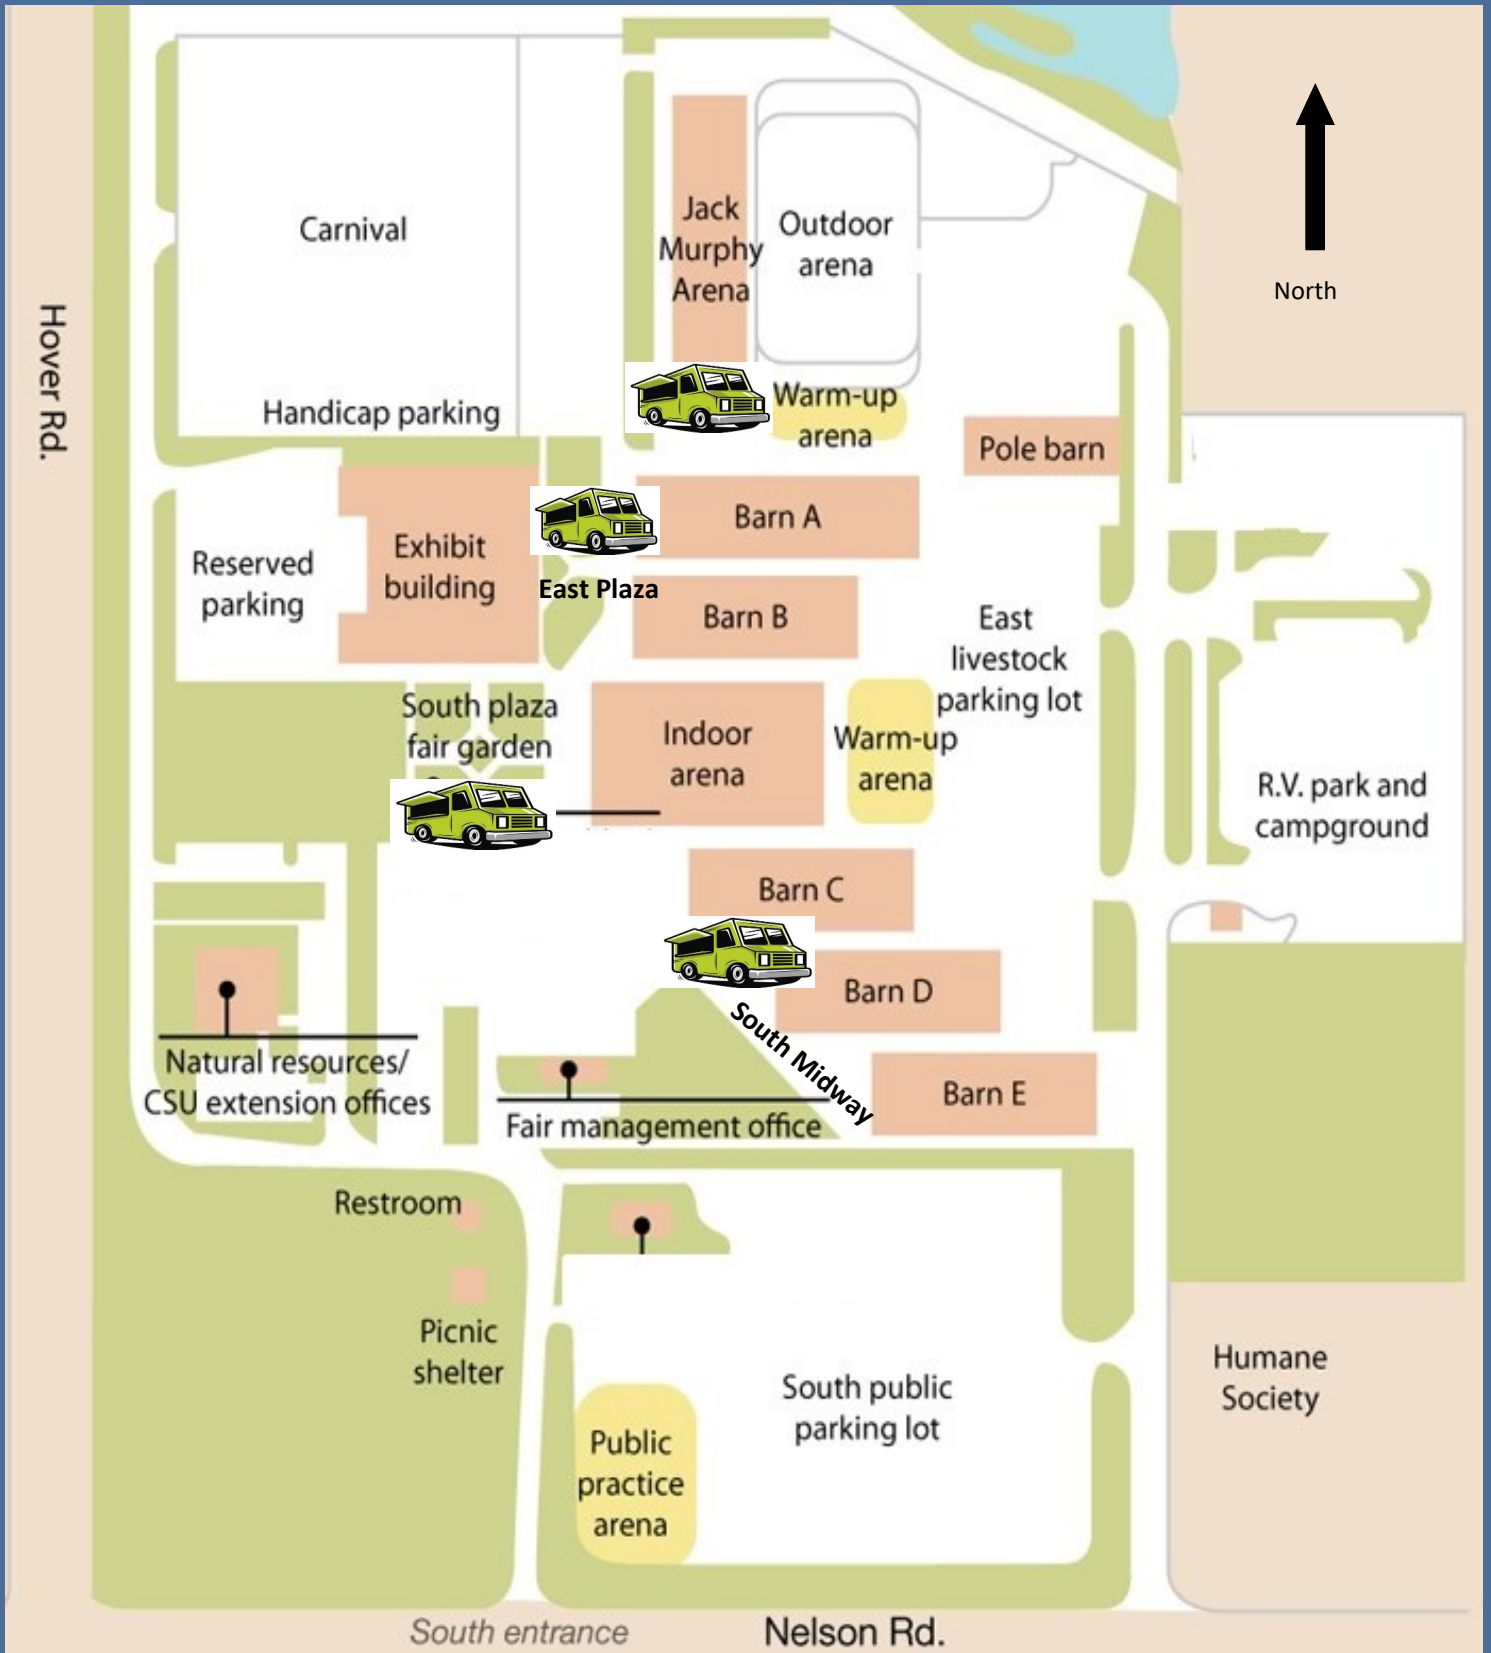 Carnival
Jack
Murphy
Arena
Outdoor
arena
North
Hover Rd.
Handicap parking
Warm-up
arena
Pole barn
Barn A
Exhibit
building
Reserved
parking
East Plaza
Barn B
East
livestock
parking lot
South plaza
fair garden
Indoor
arena
Warm-up
arena
R.V. park and
campground
Barn C
Barn D
South Midway
Natural resources/
CSU extension offices
Barn E
Fair management office
Restroom
Picnic
shelter
Humane
Society
South public
parking lot
Public
practice
arena
South entrance
Nelson Rd.